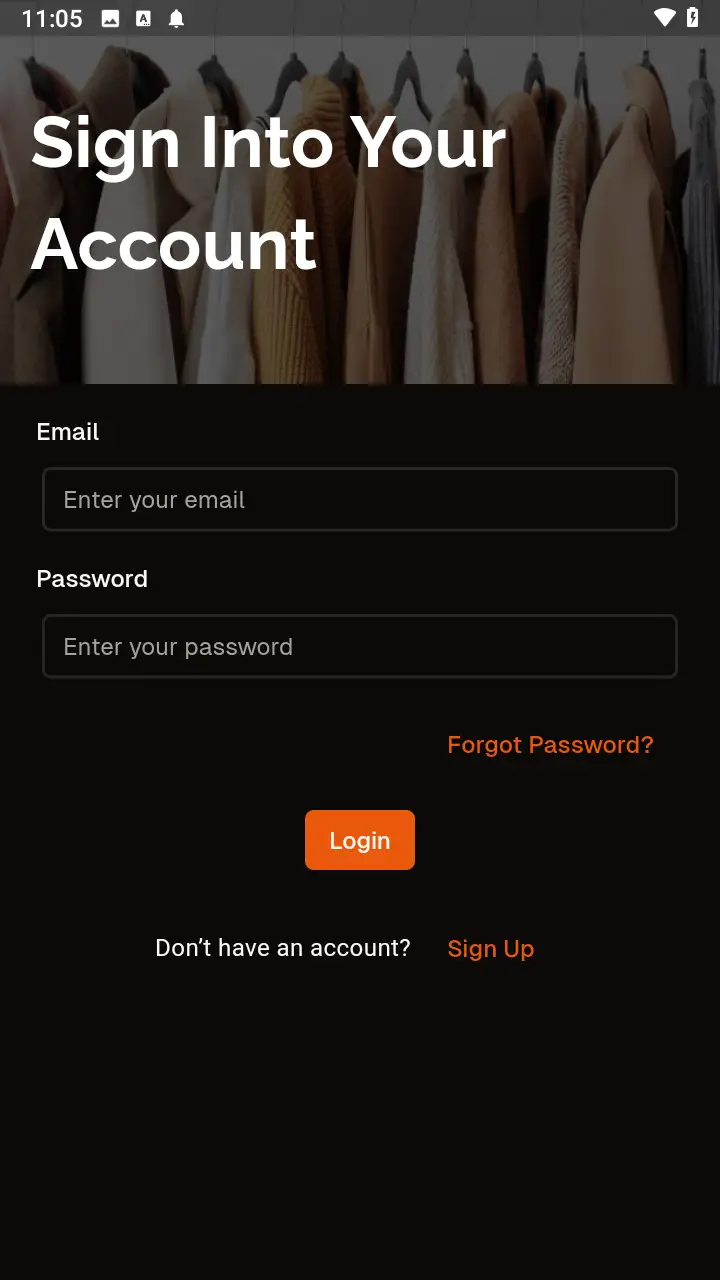 11:05
Sign Into Your
Account
Email
Enter your email
Password
Enter your password
Forgot Password?
Login
Don’t have an account? Sign Up